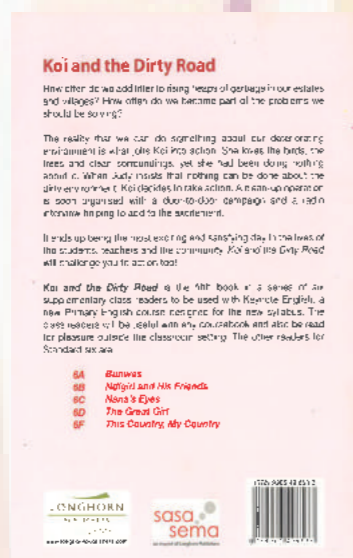 Koi and the Dirty Road
How often do we add litter to rising heaps of garbage in our estates
and villages? How often do we become part of the problems we
should be solving?
The reality that we can do something about our deteriorating
environment is what jolts Koi into action. She loves the birds, the
trees and clean surroundings, yet she had been doing nothing
about it. When Judy insists that nothing can be done about the
dirty environment, Koi decides to take action. A clean-up operation
is soon organised with a door-to-door campaign and a radio
interview helping to add to the excitement.
It ends up being the most exciting and satisfying day in the lives of
the students, teachers and the community. Koi and the Dirty Road
will challenge you to action too!
Koi and the Dirty Road is the fifth book in a series of six
supplementary class readers to be used with Keynote English, a
new Primary English course designed for the new syllabus. The
class readers will be useful with any coursebook and also be read
for pleasure outside the classroom setting. The other readers for
Standard six are
6A Bunwas
6B Ndigiri and His Friends
6C Nana's Eyes
6D The Great Girl
6F This Country, My Country
LONGHORN
sasa
sema